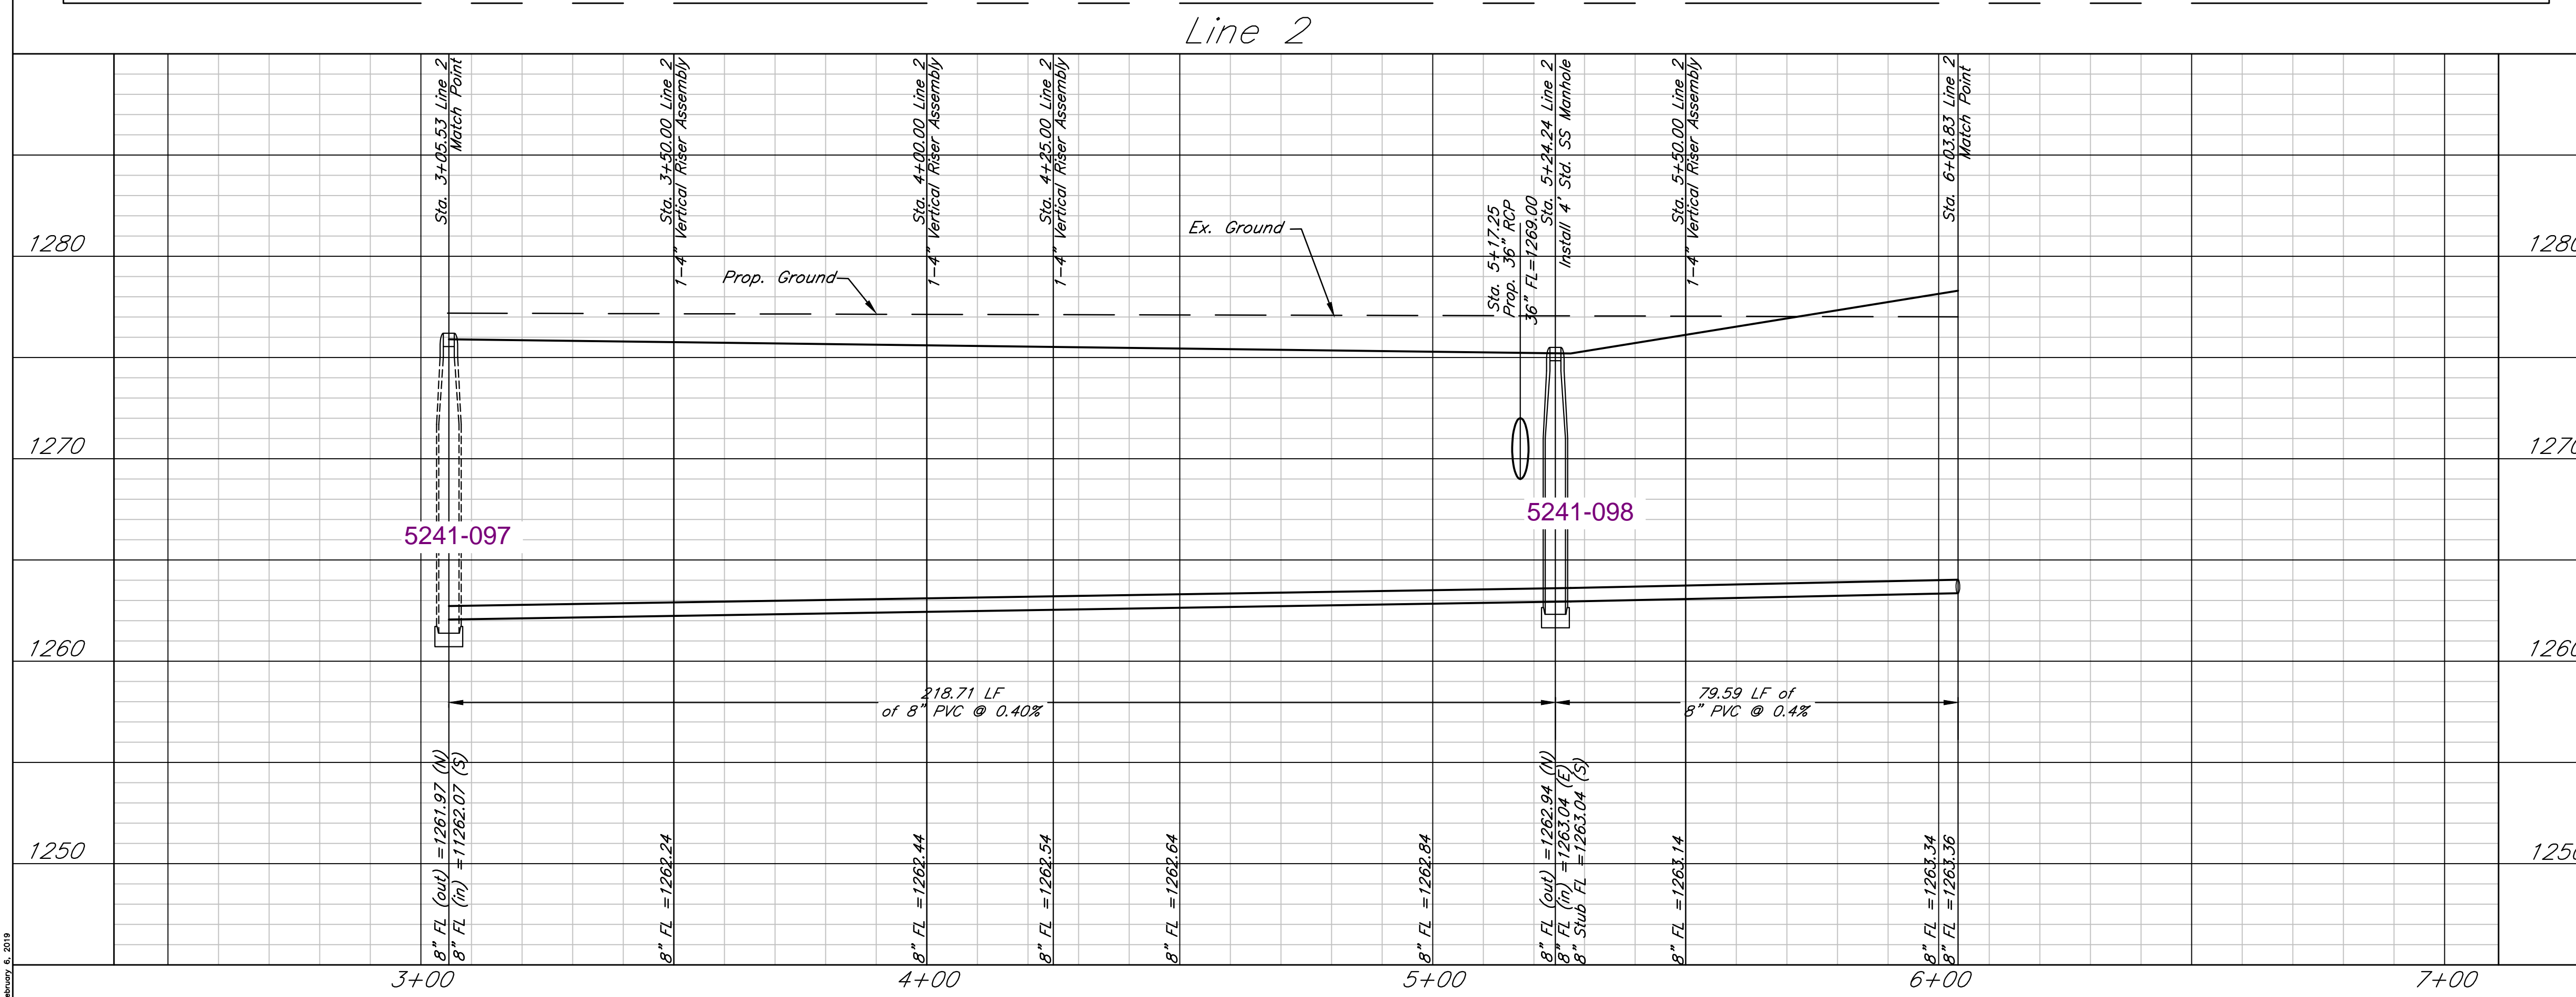 Line 2
Sta. 3+05.53 Line 2
Match Point
Sta. 3+50.00 Line 2
1-4" Vertical Riser Assembly
Sta. 4+00.00 Line 2
1-4" Vertical Riser Assembly
Sta. 4+25.00 Line 2
1-4" Vertical Riser Assembly
Sta. 5+17.25
Prop. 36" RCP
36" FL=1269.00
Sta. 5+24.24 Line 2
Install 4' Std. SS Manhole
Sta. 5+50.00 Line 2
1-4" Vertical Riser Assembly
Sta. 6+03.83 Line 2
Match Point
Ex. Ground
Prop. Ground
1280
1280
1270
1270
5241-097
5241-098
1260
1260
218.71 LF
of 8" PVC @ 0.40%
79.59 LF of
8" PVC @ 0.4%
1250
1250
8" FL (out) =1261.97 (N)
8" FL (in) =11262.07 (S)
8" FL =1262.24
8" FL =1262.44
8" FL =1262.54
8" FL =1262.64
8" FL =1262.84
8" FL (out) =1262.94 (N)
8" FL (in) =1263.04 (E)
8" Stub FL =1263.04 (S)
8" FL =1263.14
8" FL =1263.34
8" FL =1263.36
3+00
4+00
5+00
6+00
7+00
ebruary 6, 2019